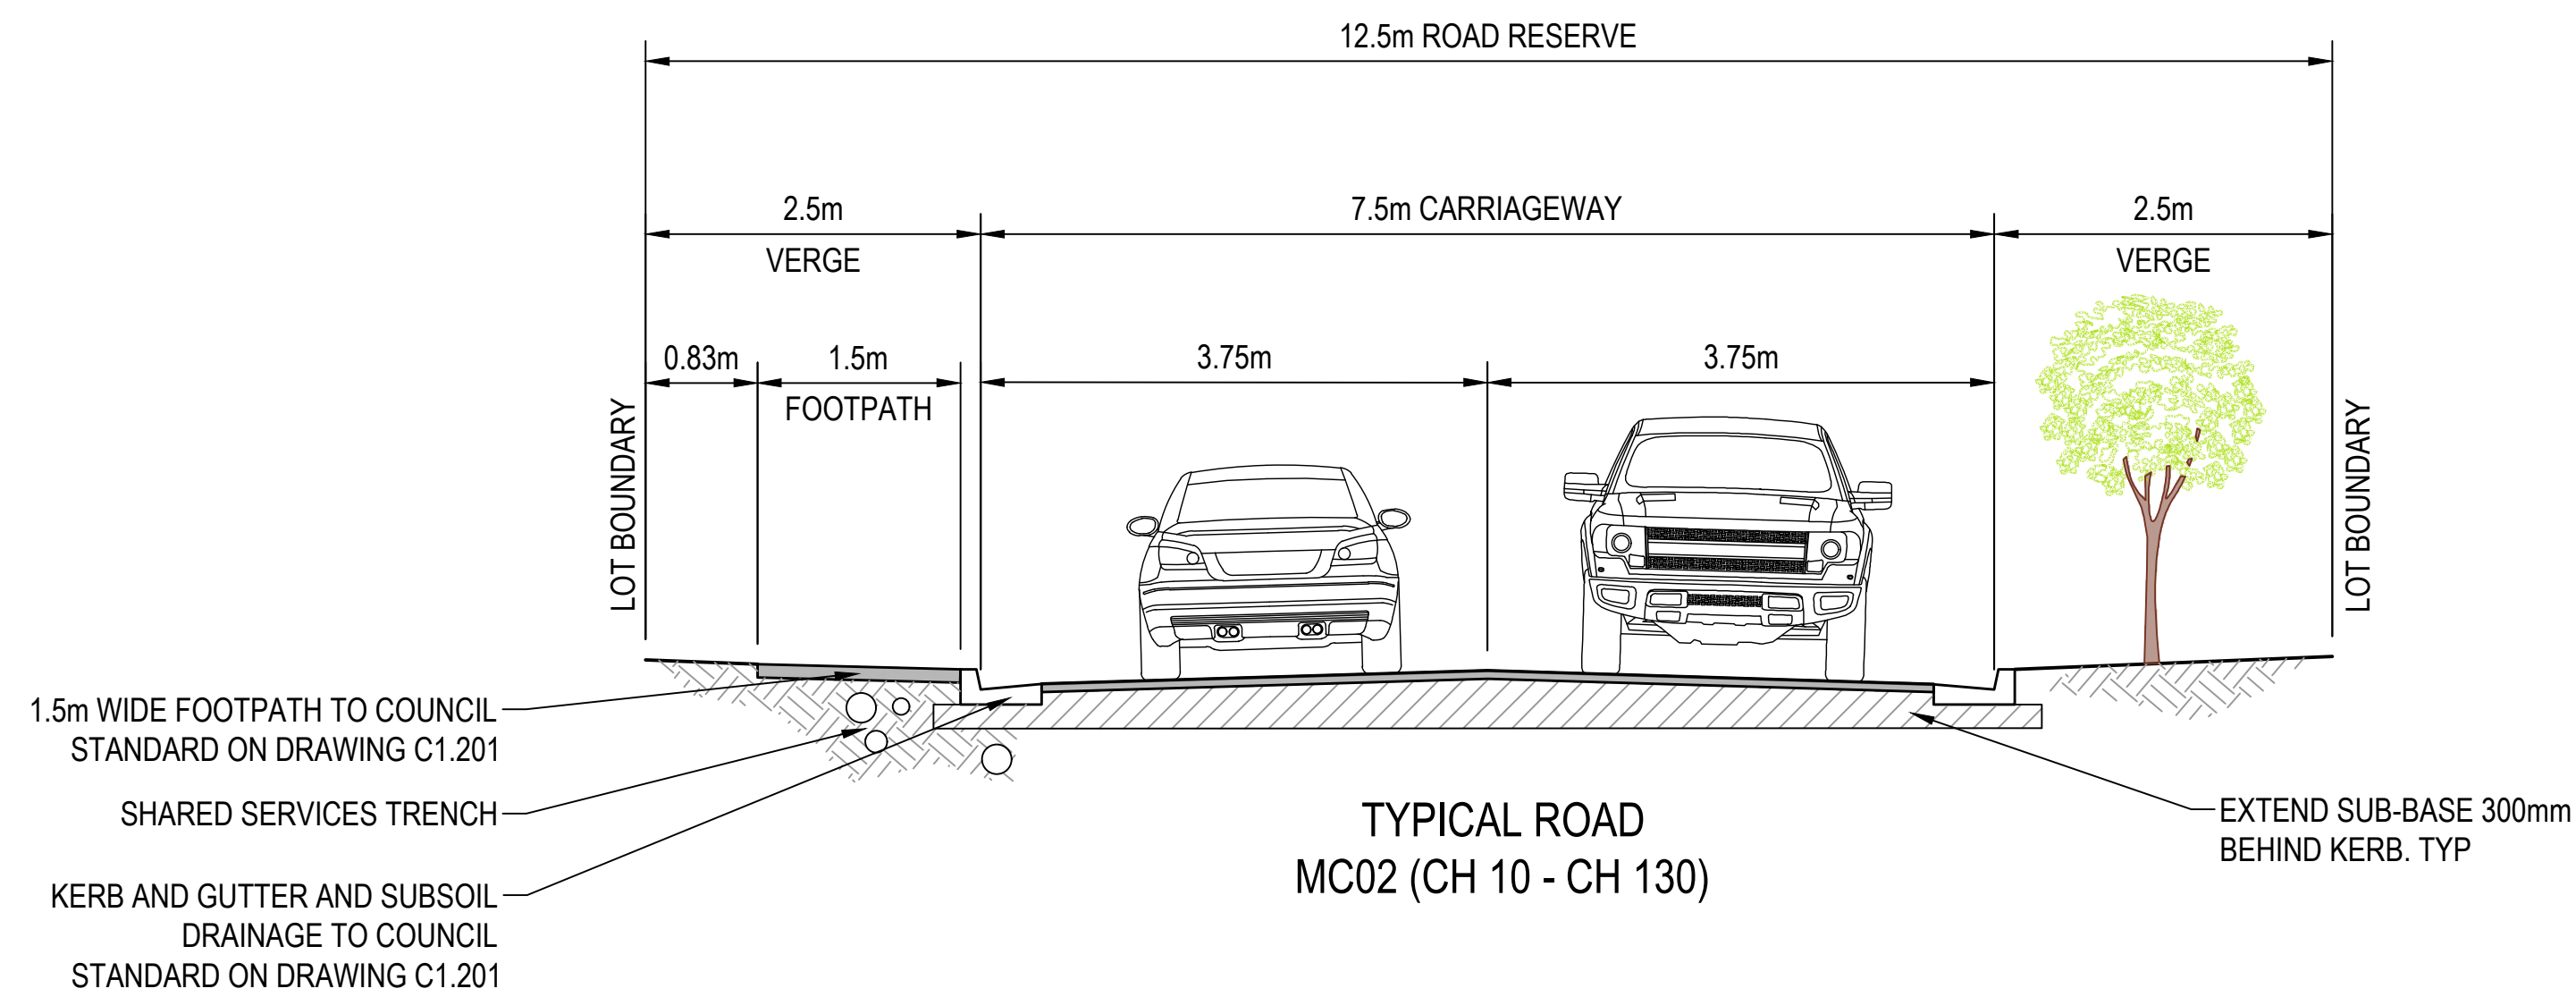 12.5m ROAD RESERVE
2.5m
VERGE
7.5m CARRIAGEWAY
2.5m
VERGE
0.83m
1.5m
FOOTPATH
3.75m
3.75m
LOT BOUNDARY
LOT BOUNDARY
1.5m WIDE FOOTPATH TO COUNCIL
STANDARD ON DRAWING C1.201
SHARED SERVICES TRENCH
KERB AND GUTTER AND SUBSOIL
DRAINAGE TO COUNCIL
STANDARD ON DRAWING C1.201
TYPICAL ROAD
MC02 (CH 10 - CH 130)
EXTEND SUB-BASE 300mm
BEHIND KERB. TYP